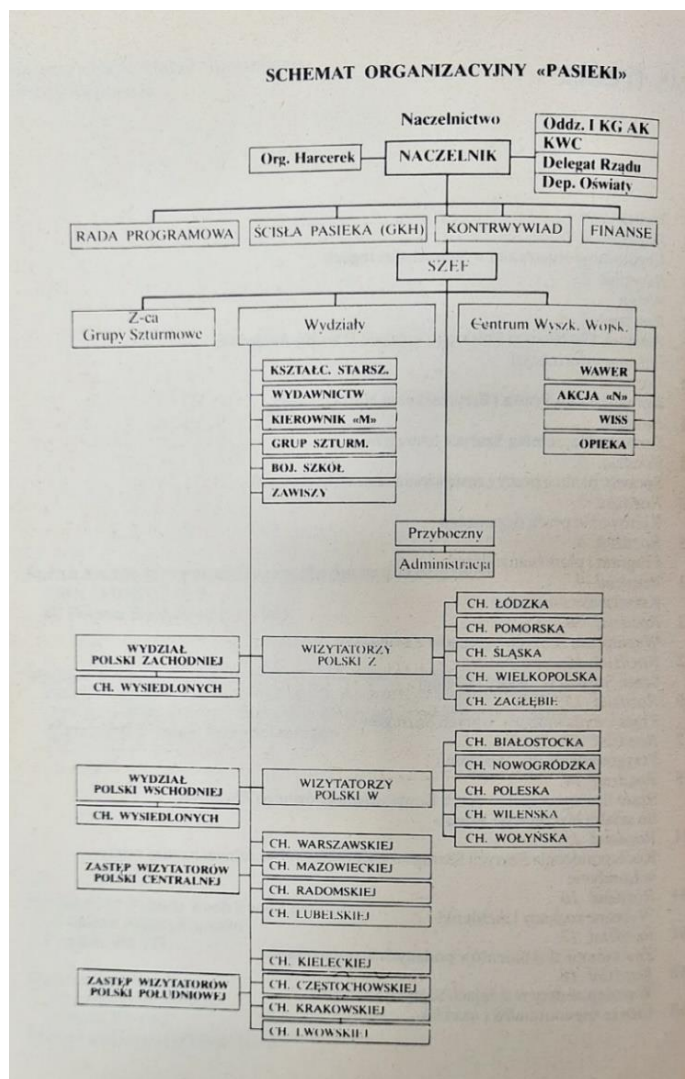 SCHEMAT ORGANIZACYJNY «PASIEKI»
Naczelnictwo
Org. Harcerek
NACZELNIK
Oddz. I KG AK
KWC
Delegat Rządu
Dep. Oświaty
RADA PROGRAMOWA
ŚCISŁA PASIEKA (GKH)
KONTRWYWIAD
FINANSE
SZEF
Z-ca
Grupy Szturmowe
Wydziały
Centrum Wyszk. Wojsk.
KSZTAŁC. STARSZ.
WYDAWNICTW
KIEROWNIK «M»
GRUP SZTURM.
BOJ. SZKÓŁ
ZAWISZY
WAWER
AKCJA «N»
WISS
OPIEKA
Przyboczny
Administracja
WYDZIAŁ
POLSKI ZACHODNIEJ
CH. WYSIEDLONYCH
WIZYTATORZY
POLSKI Z
CH. ŁÓDZKA
CH. POMORSKA
CH. ŚLĄSKA
CH. WIELKOPOLSKA
CH. ZAGŁĘBIE
WYDZIAŁ
POLSKI WSCHODNIEJ
CH. WYSIEDLONYCH
WIZYTATORZY
POLSKI W
CH. BIAŁOSTOCKA
CH. NOWOGRÓDZKA
CH. POLESKA
CH. WILEŃSKA
CH. WOŁYŃSKA
ZASTĘP WIZYTATORÓW
POLSKI CENTRALNEJ
CH. WARSZAWSKIEJ
CH. MAZOWIECKIEJ
CH. RADOMSKIEJ
CH. LUBELSKIEJ
ZASTĘP WIZYTATORÓW
POLSKI POŁUDNIOWEJ
CH. KIELECKIEJ
CH. CZĘSTOCHOWSKIEJ
CH. KRAKOWSKIEJ
CH. LWOWSKIEJ